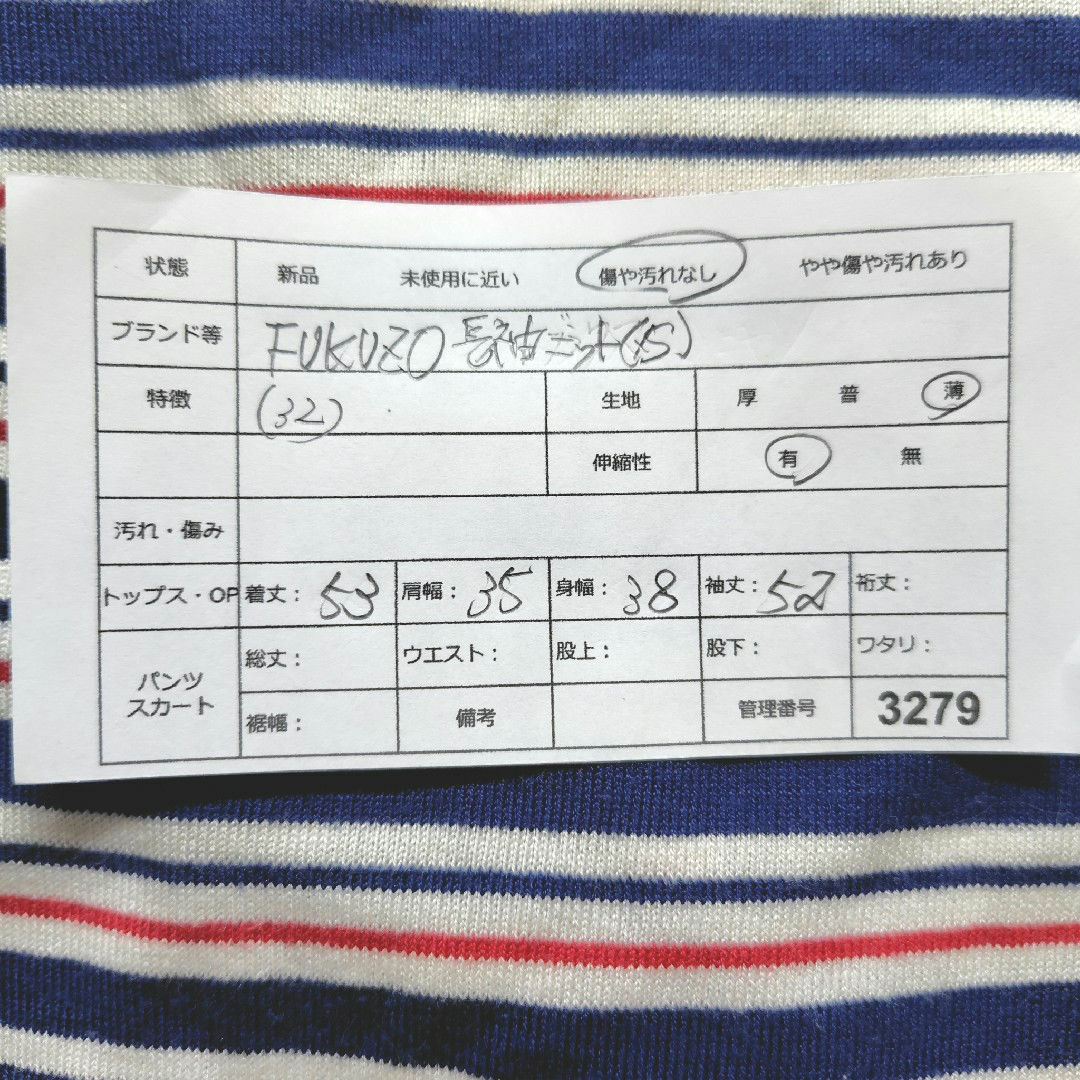 状態 新品 未使用に近い 傷や汚れなし やや傷や汚れあり
ブランド等 FUKUZO 長袖ニット(XS)
特徴 (32) 生地 厚 普 薄
伸縮性 有 無
汚れ・傷み
トップス・OP 着丈: 53 肩幅: 35 身幅: 38 袖丈: 52 裄丈:
パンツ スカート 総丈: ウエスト: 股上: 股下: ワタリ:
裾幅: 備考 管理番号 3279